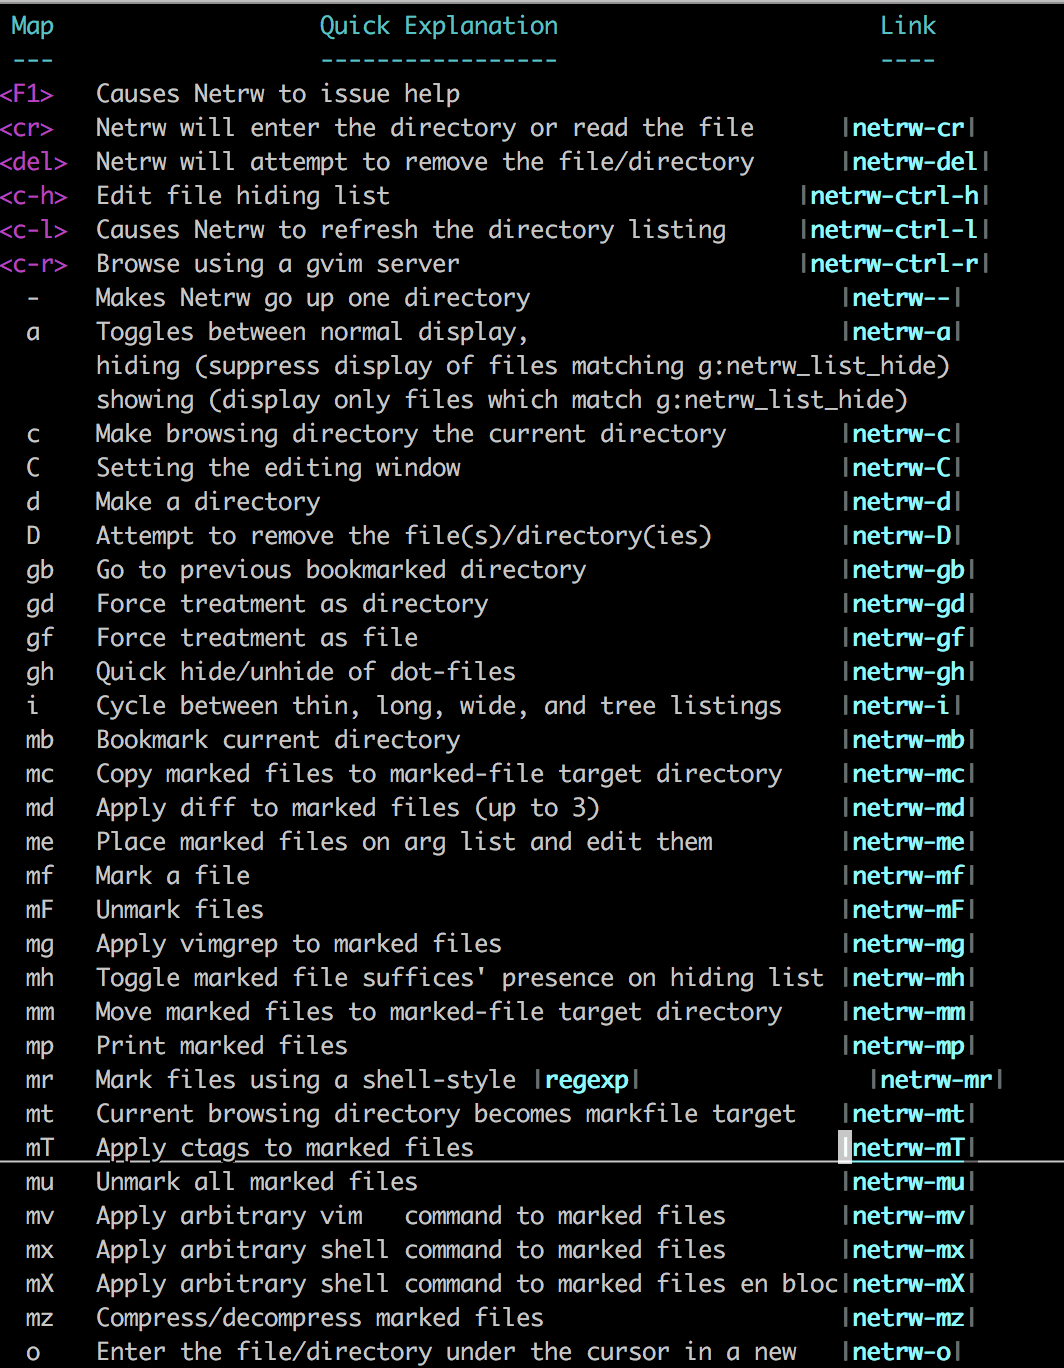 Map                   Quick Explanation                       Link
---                   -----------------                       ----
<F1>   Causes Netrw to issue help
<cr>   Netrw will enter the directory or read the file      |netrw-cr|
<del>  Netrw will attempt to remove the file/directory      |netrw-del|
<c-h>  Edit file hiding list                             |netrw-ctrl-h|
<c-l>  Causes Netrw to refresh the directory listing     |netrw-ctrl-l|
<c-r>  Browse using a gvim server                        |netrw-ctrl-r|
  -    Makes Netrw go up one directory                      |netrw--|
  a    Toggles between normal display,                      |netrw-a|
       hiding (suppress display of files matching g:netrw_list_hide)
       showing (display only files which match g:netrw_list_hide)
  c    Make browsing directory the current directory        |netrw-c|
  C    Setting the editing window                           |netrw-C|
  d    Make a directory                                     |netrw-d|
  D    Attempt to remove the file(s)/directory(ies)         |netrw-D|
  gb   Go to previous bookmarked directory                  |netrw-gb|
  gd   Force treatment as directory                         |netrw-gd|
  gf   Force treatment as file                              |netrw-gf|
  gh   Quick hide/unhide of dot-files                       |netrw-gh|
  i    Cycle between thin, long, wide, and tree listings    |netrw-i|
  mb   Bookmark current directory                           |netrw-mb|
  mc   Copy marked files to marked-file target directory    |netrw-mc|
  md   Apply diff to marked files (up to 3)                 |netrw-md|
  me   Place marked files on arg list and edit them         |netrw-me|
  mf   Mark a file                                          |netrw-mf|
  mF   Unmark files                                         |netrw-mF|
  mg   Apply vimgrep to marked files                        |netrw-mg|
  mh   Toggle marked file suffices' presence on hiding list |netrw-mh|
  mm   Move marked files to marked-file target directory    |netrw-mm|
  mp   Print marked files                                   |netrw-mp|
  mr   Mark files using a shell-style |regexp|                |netrw-mr|
  mt   Current browsing directory becomes markfile target   |netrw-mt|
  mT   Apply ctags to marked files                          |netrw-mT|
  mu   Unmark all marked files                              |netrw-mu|
  mv   Apply arbitrary vim   command to marked files        |netrw-mv|
  mx   Apply arbitrary shell command to marked files        |netrw-mx|
  mX   Apply arbitrary shell command to marked files en bloc|netrw-mX|
  mz   Compress/decompress marked files                     |netrw-mz|
  o    Enter the file/directory under the cursor in a new   |netrw-o|